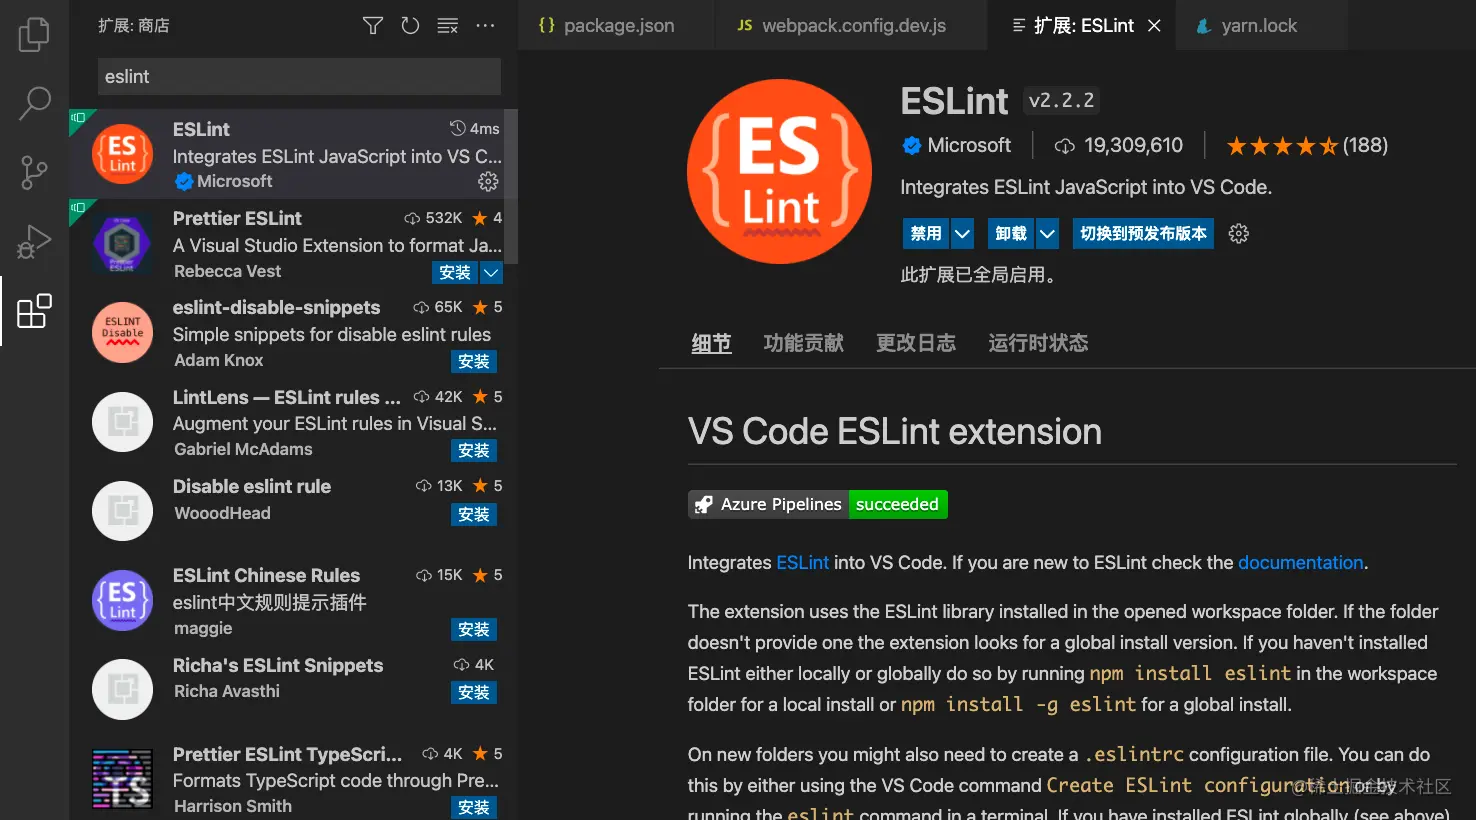 扩展: 商店
eslint
ES
Lint
ESLint
4ms
Integrates ESLint JavaScript into VS C...
Microsoft
Prettier ESLint
532K ★ 4
A Visual Studio Extension to format Ja...
Rebecca Vest
安装
ESLINT
Disable
eslint-disable-snippets
65K ★ 5
Simple snippets for disable eslint rules
Adam Knox
安装
LintLens — ESLint rules ...
42K ★ 5
Augment your ESLint rules in Visual S...
Gabriel McAdams
安装
Disable eslint rule
13K ★ 5
WooodHead
安装
ES
Lint
ESLint Chinese Rules
15K ★ 5
eslint中文规则提示插件
maggie
安装
Richa's ESLint Snippets
4K
Richa Avasthi
安装
TS
Prettier ESLint TypeScri...
4K ★ 5
Formats TypeScript code through Pre...
Harrison Smith
安装
{} package.json
JS webpack.config.dev.js
扩展: ESLint
yarn.lock
{ES}
Lint
ESLint v2.2.2
Microsoft
19,309,610
(188)
Integrates ESLint JavaScript into VS Code.
禁用
卸载
切换到预发布版本
此扩展已全局启用。
细节 功能贡献 更改日志 运行时状态
VS Code ESLint extension
Azure Pipelines succeeded
Integrates ESLint into VS Code. If you are new to ESLint check the documentation.
The extension uses the ESLint library installed in the opened workspace folder. If the folder
doesn't provide one the extension looks for a global install version. If you haven't installed
ESLint either locally or globally do so by running npm install eslint in the workspace
folder for a local install or npm install -g eslint for a global install.
On new folders you might also need to create a .eslintrc configuration file. You can do
this by either using the VS Code command Create ESLint configuration or by
running the eslint command in a terminal. If you have installed ESLint globally (see above)
@稀土掘金技术社区